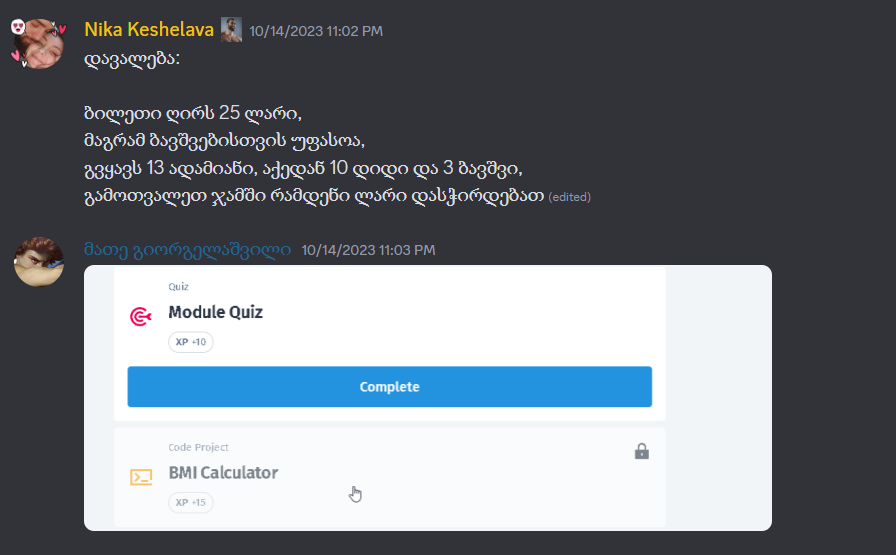 Nika Keshelava 10/14/2023 11:02 PM
დავალება:
ბილეთი ღირს 25 ლარი,
მაგრამ ბავშვებისთვის უფასოა,
გვყავს 13 ადამიანი, აქედან 10 დიდი და 3 ბავშვი,
გამოთვალეთ ჯამში რამდენი ლარი დასჭირდებათ (edited)
მათე გიორგელაშვილი 10/14/2023 11:03 PM
Quiz
Module Quiz
XP +10
Complete
Code Project
BMI Calculator
XP +15